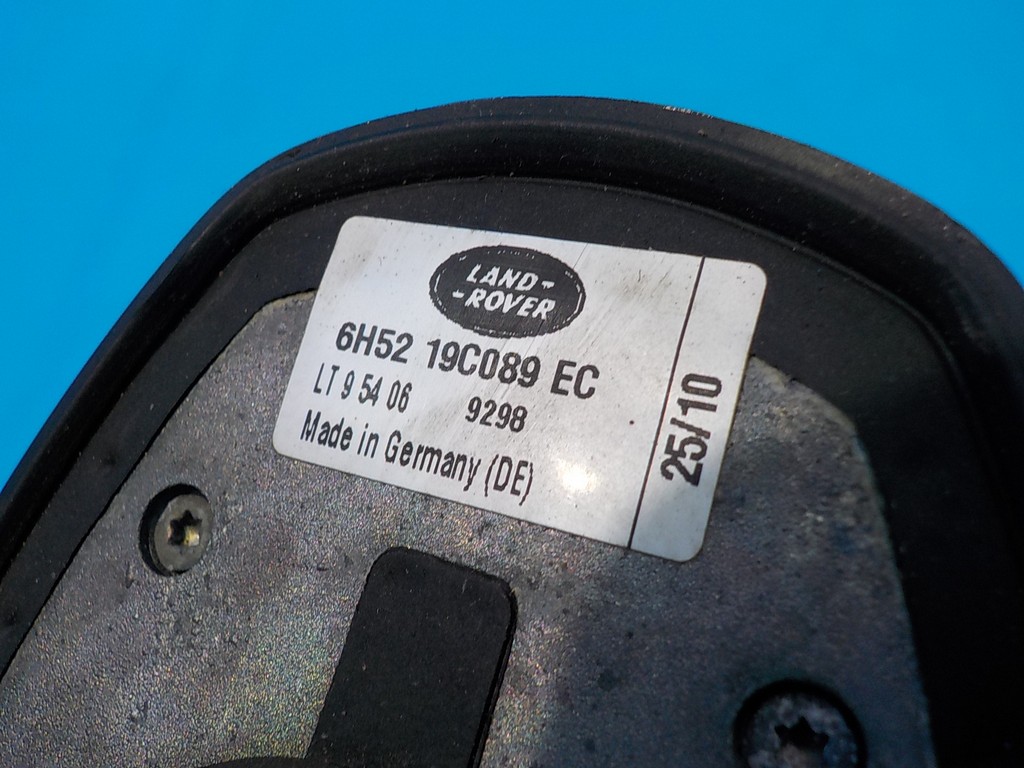 LAND
ROVER
6H52 19C089 EC
LT 9 54 06 9298
Made in Germany (DE)
25/10